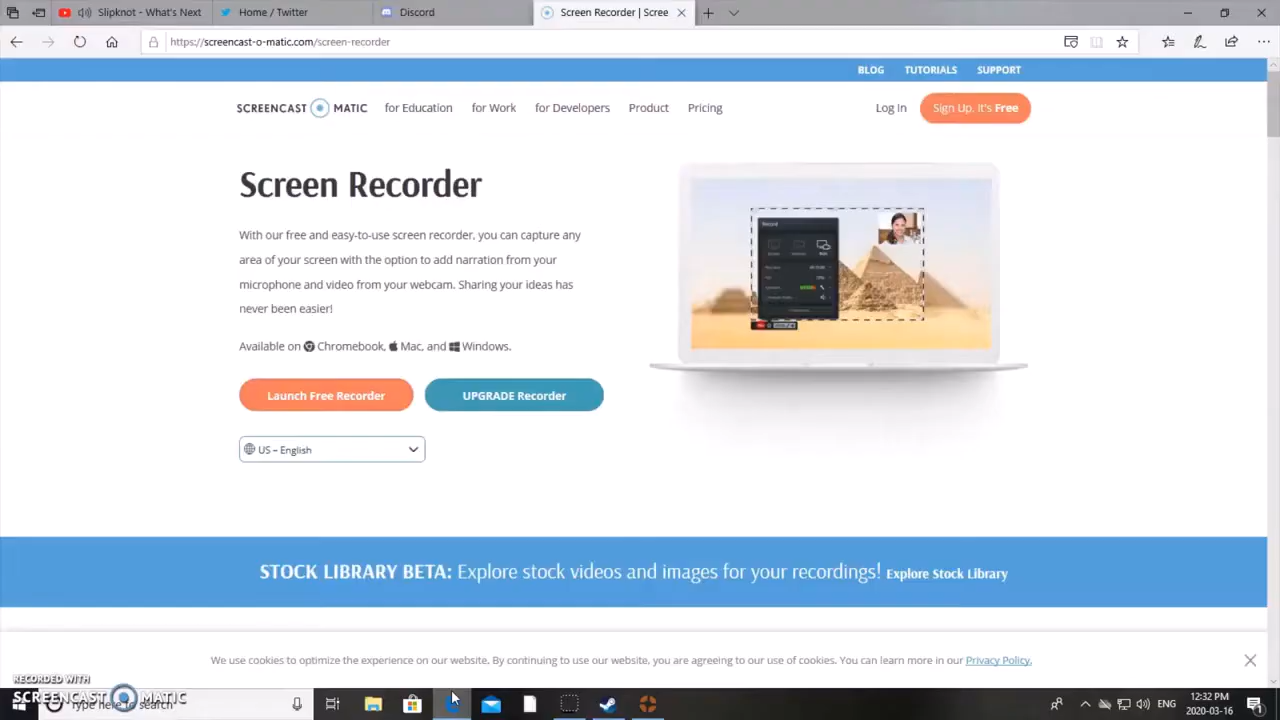 Slipknot - What's Next
Home / Twitter
Discord
Screen Recorder | Scree
https://screencast-o-matic.com/screen-recorder
BLOG TUTORIALS SUPPORT
SCREENCAST MATIC for Education for Work for Developers Product Pricing Log In Sign Up, It's Free
Screen Recorder
With our free and easy-to-use screen recorder, you can capture any
area of your screen with the option to add narration from your
microphone and video from your webcam. Sharing your ideas has
never been easier!
Available on Chromebook, Mac, and Windows.
Launch Free Recorder UPGRADE Recorder
US – English
STOCK LIBRARY BETA: Explore stock videos and images for your recordings! Explore Stock Library
We use cookies to optimize the experience on our website. By continuing to use our website, you are agreeing to our use of cookies. You can learn more in our Privacy Policy.
RECORDED WITH
SCREENCAST MATIC
Type here to search
ENG
12:32 PM
2020-03-16